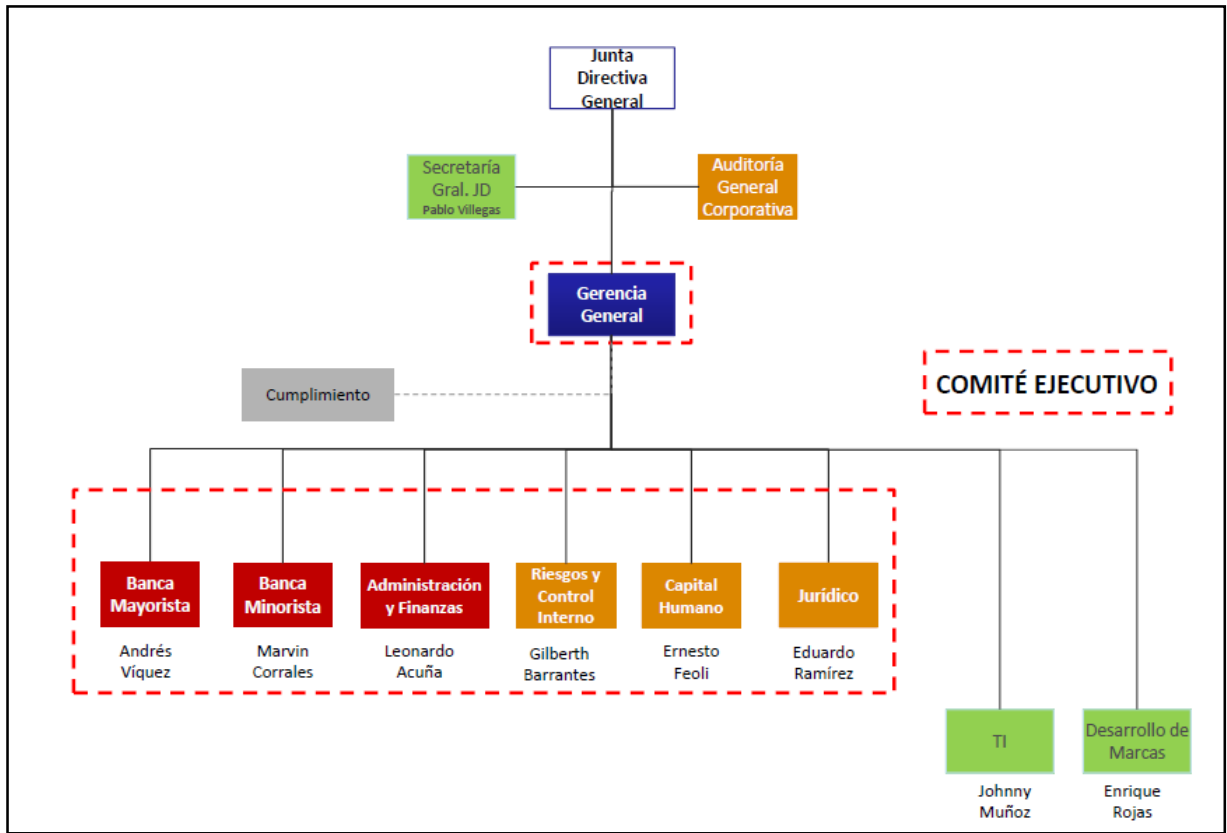 Junta
Directiva
General
Secretaría
Gral. JD
Pablo Villegas
Auditoría
General
Corporativa
Gerencia
General
Cumplimiento
COMITÉ EJECUTIVO
Banca
Mayorista
Andrés
Víquez
Banca
Minorista
Marvin
Corrales
Administración
y Finanzas
Leonardo
Acuña
Riesgos y
Control
Interno
Gilberth
Barrantes
Capital
Humano
Ernesto
Feoli
Jurídico
Eduardo
Ramírez
TI
Johnny
Muñoz
Desarrollo de
Marcas
Enrique
Rojas